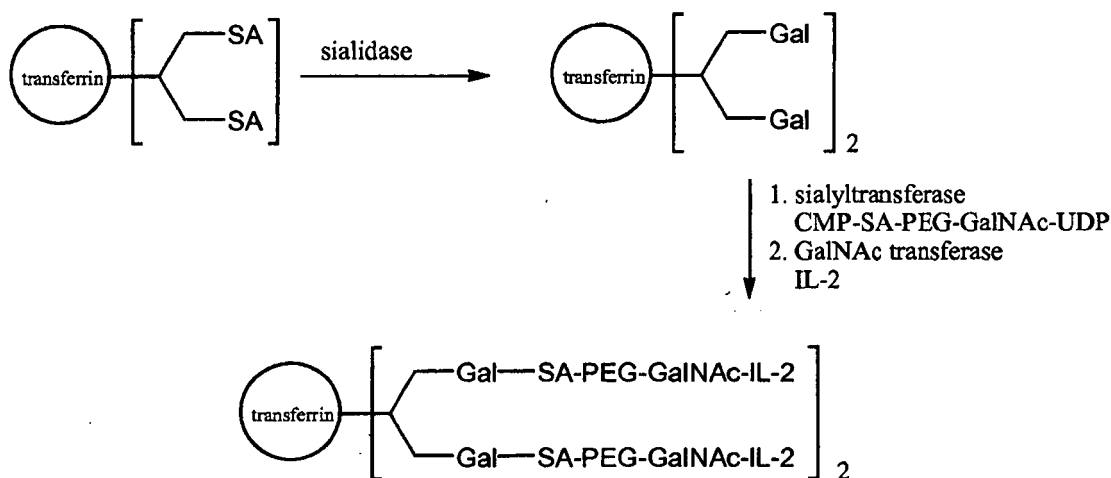 SA
transferrin
SA
sialidase
Gal
transferrin
Gal
2
1. sialyltransferase
CMP-SA-PEG-GalNAc-UDP
2. GalNAc transferrase
IL-2
Gal—SA-PEG-GalNAc-IL-2
transferrin
Gal—SA-PEG-GalNAc-IL-2
2